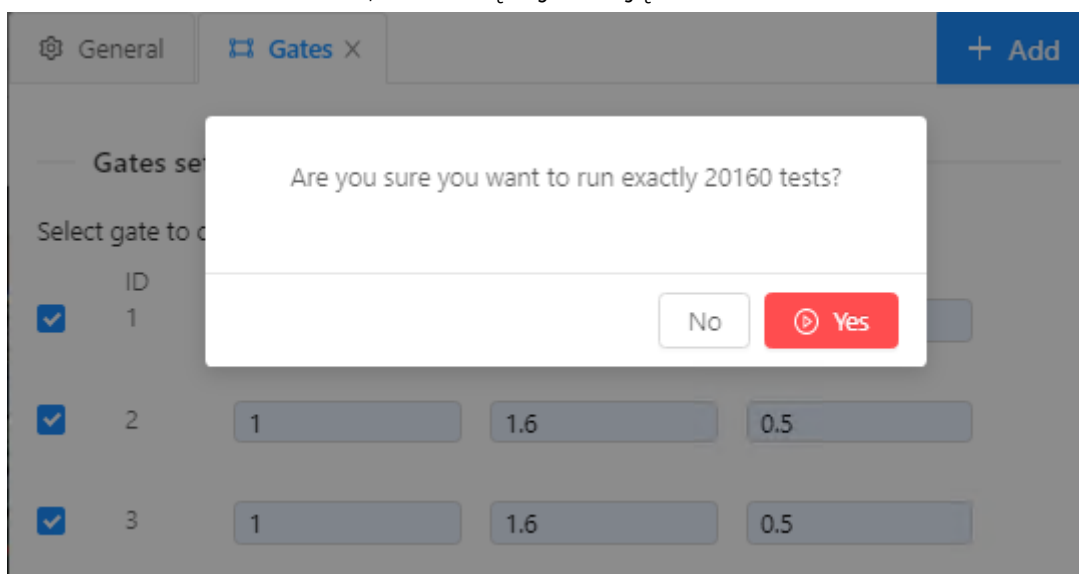 General
Gates
+ Add
Gates se
Are you sure you want to run exactly 20160 tests?
Select gate to
ID
1
No
Yes
2 1 1.6 0.5
3 1 1.6 0.5